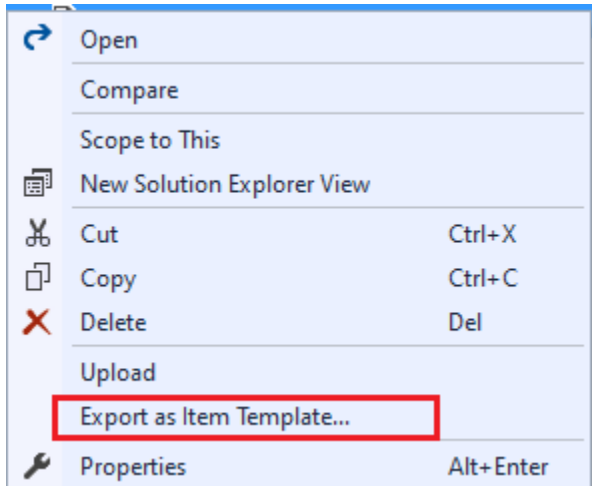 Open
Compare
Scope to This
New Solution Explorer View
Cut Ctrl+X
Copy Ctrl+C
Delete Del
Upload
Export as Item Template...
Properties Alt+Enter